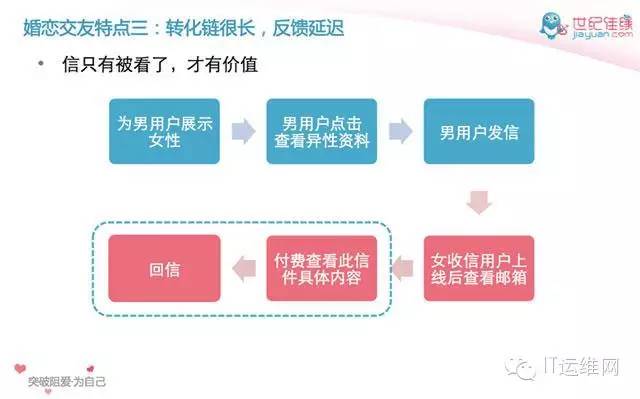 婚恋交友特点三：转化链很长，反馈延迟
世纪佳缘
jiayuan.com
• 信只有被看了，才有价值
为男用户展示
女性
男用户点击
查看异性资料
男用户发信
回信
付费查看此信
件具体内容
女收信用户上
线后查看邮箱
突破阻爱·为自己
IT运维网